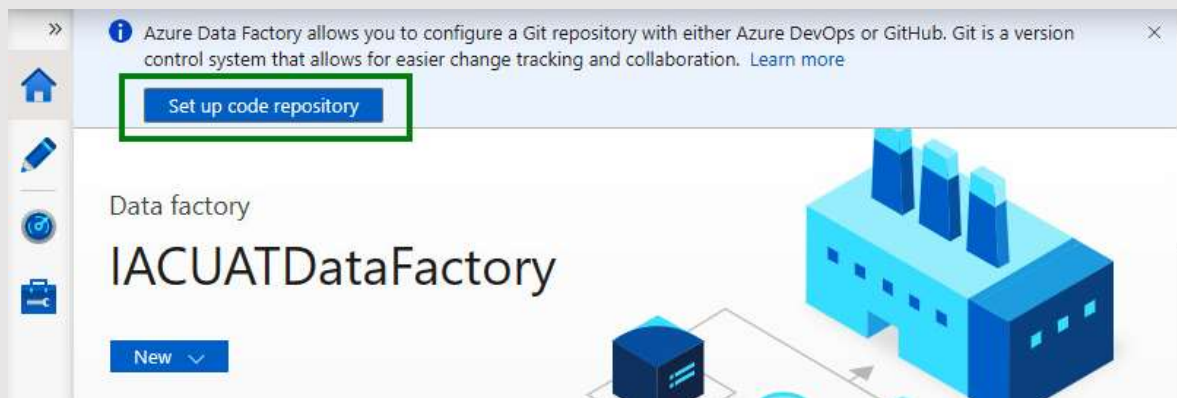 Azure Data Factory allows you to configure a Git repository with either Azure DevOps or GitHub. Git is a version
control system that allows for easier change tracking and collaboration. Learn more
Set up code repository
Data factory
IACUATDataFactory
New